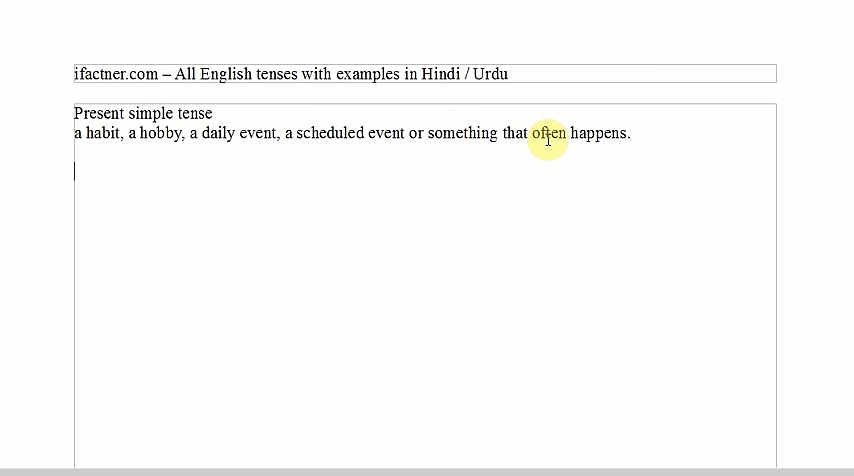 ifactner.com – All English tenses with examples in Hindi / Urdu
Present simple tense
a habit, a hobby, a daily event, a scheduled event or something that often happens.